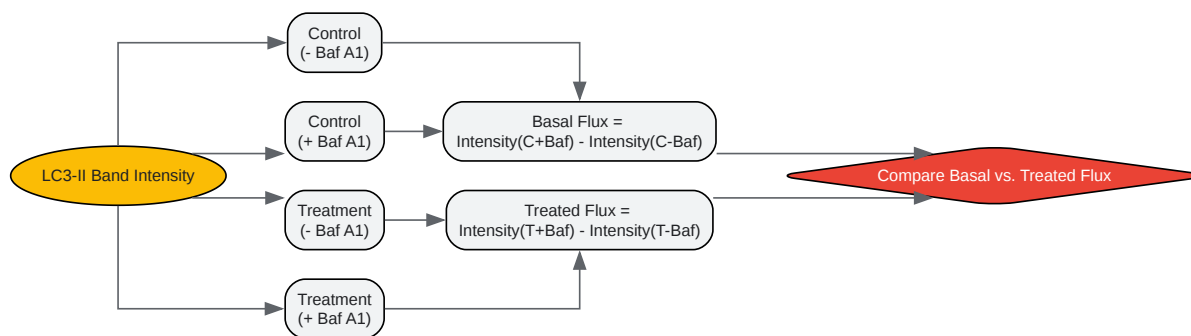 Control
(- Baf A1)
Control
(+ Baf A1)
Basal Flux =
Intensity(C+Baf) - Intensity(C-Baf)
LC3-II Band Intensity
Compare Basal vs. Treated Flux
Treatment
(- Baf A1)
Treated Flux =
Intensity(T+Baf) - Intensity(T-Baf)
Treatment
(+ Baf A1)